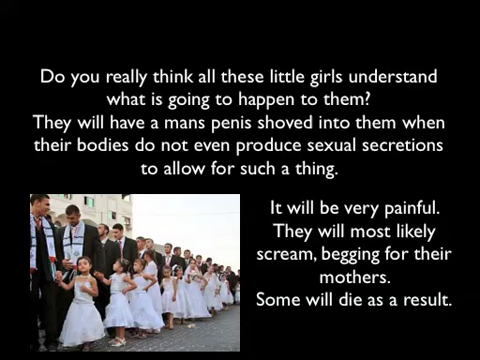 Do you really think all these little girls understand
what is going to happen to them?
They will have a mans penis shoved into them when
their bodies do not even produce sexual secretions
to allow for such a thing.
It will be very painful.
They will most likely
scream, begging for their
mothers.
Some will die as a result.